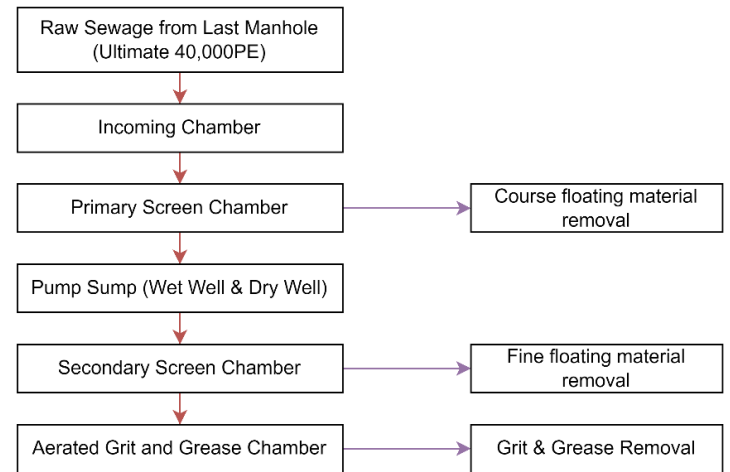 Raw Sewage from Last Manhole
(Ultimate 40,000PE)
Incoming Chamber
Primary Screen Chamber
Course floating material
removal
Pump Sump (Wet Well & Dry Well)
Secondary Screen Chamber
Fine floating material
removal
Aerated Grit and Grease Chamber
Grit & Grease Removal